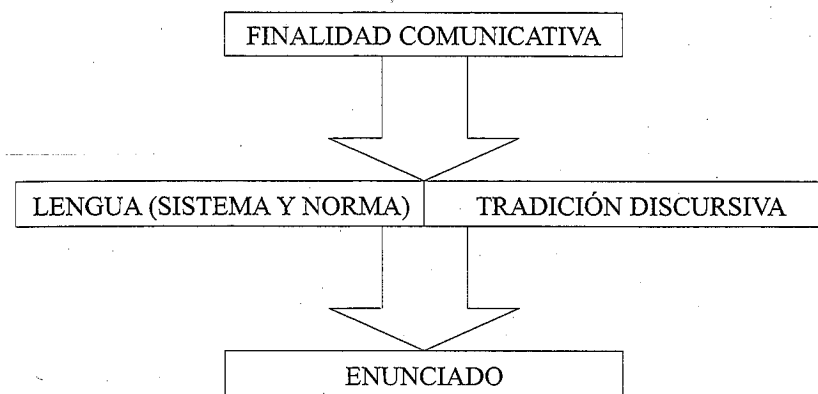 FINALIDAD COMUNICATIVA
LENGUA (SISTEMA Y NORMA) TRADICIÓN DISCURSIVA
ENUNCIADO